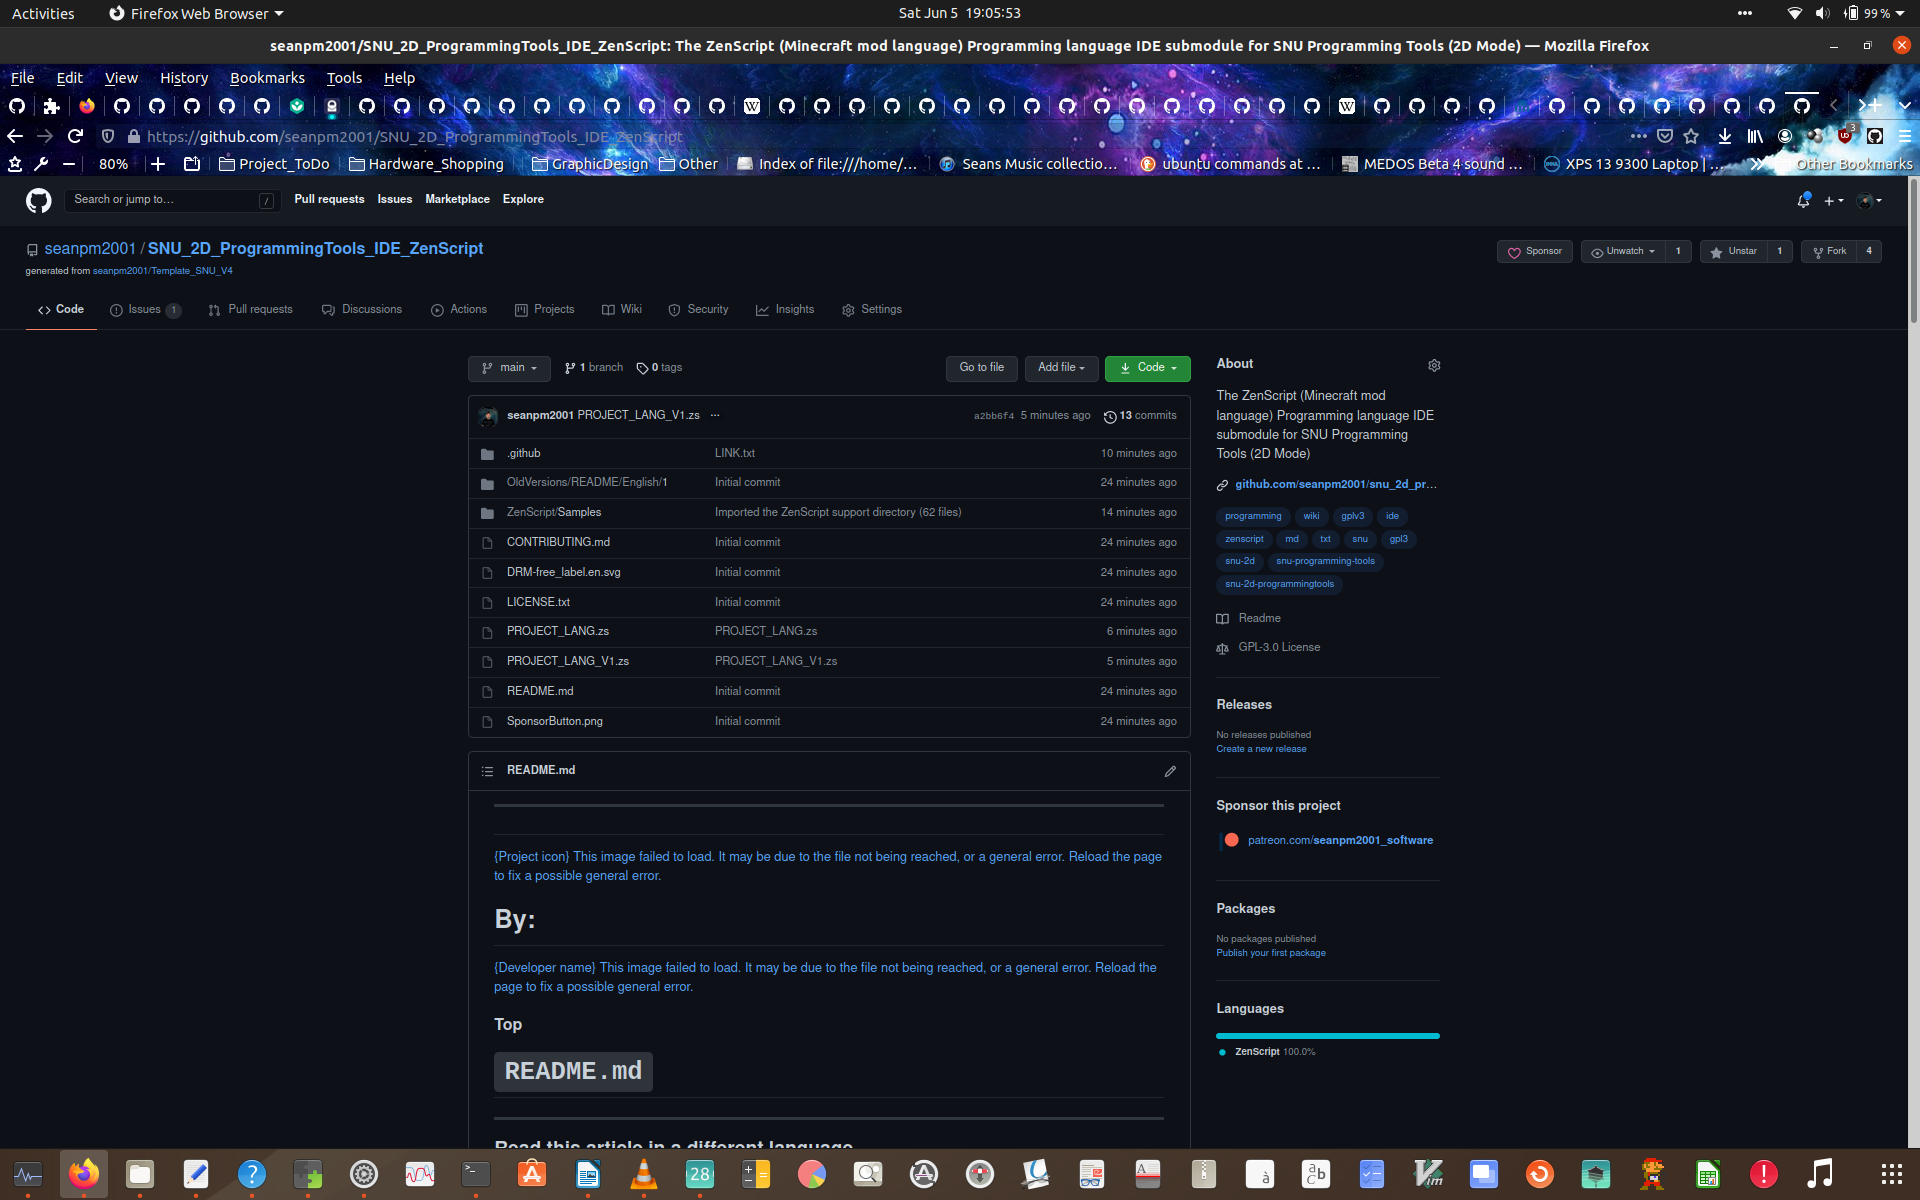 Activities
Firefox Web Browser
Sat Jun 5 19:05:53
99 %
seanpm2001/SNU_2D_ProgrammingTools_IDE_ZenScript: The ZenScript (Minecraft mod language) Programming language IDE submodule for SNU Programming Tools (2D Mode) — Mozilla Firefox
File Edit View History Bookmarks Tools Help
https://github.com/seanpm2001/SNU_2D_ProgrammingTools_IDE_ZenScript
3
80%
Project_ToDo
Hardware_Shopping
GraphicDesign
Other
Index of file:///home/…
Seans Music collectio…
ubuntu commands at …
MEDOS Beta 4 sound …
XPS 13 9300 Laptop | …
Other Bookmarks
Search or jump to… /
Pull requests Issues Marketplace Explore
seanpm2001 / SNU_2D_ProgrammingTools_IDE_ZenScript
Sponsor
Unwatch 1
Unstar 1
Fork 4
generated from seanpm2001/Template_SNU_V4
Code
Issues 1
Pull requests
Discussions
Actions
Projects
Wiki
Security
Insights
Settings
main
1 branch
0 tags
Go to file
Add file
Code
seanpm2001 PROJECT_LANG_V1.zs ···
a2bb6f4 5 minutes ago
13 commits
.github LINK.txt 10 minutes ago
OldVersions/README/English/1 Initial commit 24 minutes ago
ZenScript/Samples Imported the ZenScript support directory (62 files) 14 minutes ago
CONTRIBUTING.md Initial commit 24 minutes ago
DRM-free_label.en.svg Initial commit 24 minutes ago
LICENSE.txt Initial commit 24 minutes ago
PROJECT_LANG.zs PROJECT_LANG.zs 6 minutes ago
PROJECT_LANG_V1.zs PROJECT_LANG_V1.zs 5 minutes ago
README.md Initial commit 24 minutes ago
SponsorButton.png Initial commit 24 minutes ago
README.md
{Project icon} This image failed to load. It may be due to the file not being reached, or a general error. Reload the page
to fix a possible general error.
By:
{Developer name} This image failed to load. It may be due to the file not being reached, or a general error. Reload the
page to fix a possible general error.
Top
README.md
Read this article in a different language
About
The ZenScript (Minecraft mod
language) Programming language IDE
submodule for SNU Programming
Tools (2D Mode)
github.com/seanpm2001/snu_2d_pr…
programming wiki gplv3 ide
zenscript md txt snu gpl3
snu-2d snu-programming-tools
snu-2d-programmingtools
Readme
GPL-3.0 License
Releases
No releases published
Create a new release
Sponsor this project
patreon.com/seanpm2001_software
Packages
No packages published
Publish your first package
Languages
ZenScript 100.0%
28